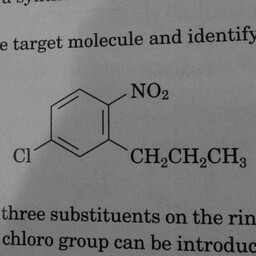 e target molecule and identify
NO2
Cl
CH2CH2CH3
three substituents on the rin
chloro group can be introduc